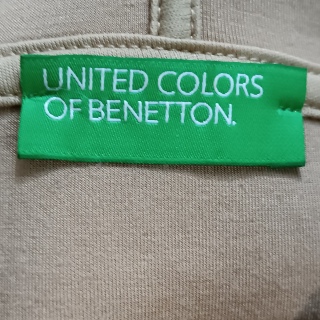 UNITED COLORS
OF BENETTON.